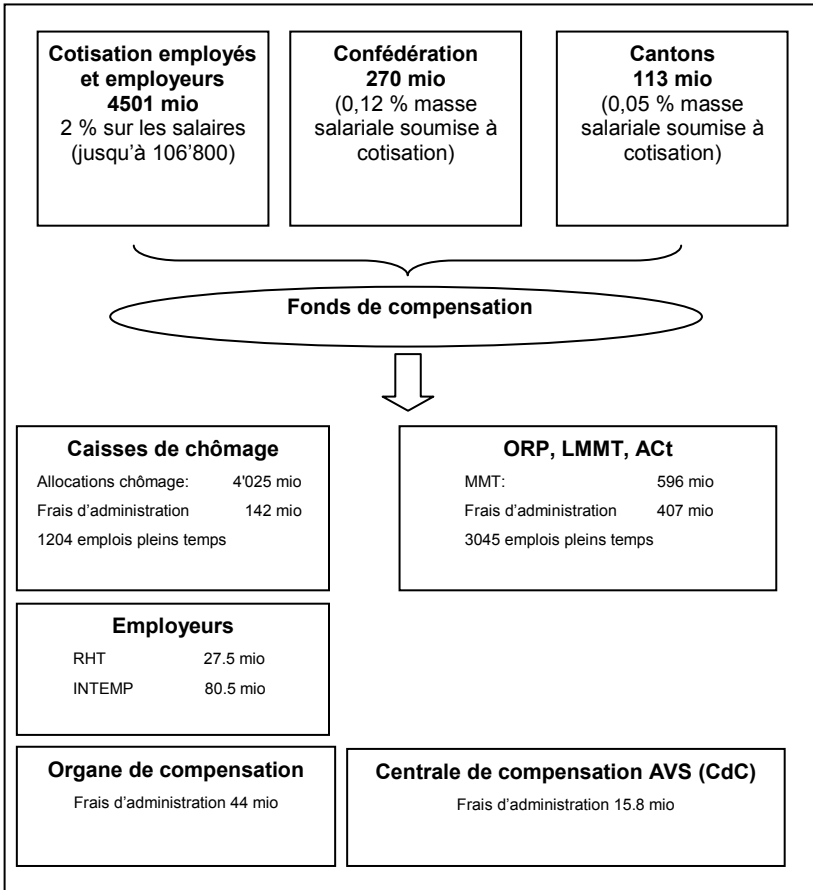 Cotisation employés
et employeurs
4501 mio
2 % sur les salaires
(jusqu'à 106'800)
Confédération
270 mio
(0,12 % masse
salariale soumise à
cotisation)
Cantons
113 mio
(0,05 % masse
salariale soumise à
cotisation)
Fonds de compensation
Caisses de chômage
Allocations chômage: 4'025 mio
Frais d'administration 142 mio
1204 emplois pleins temps
ORP, LMMT, ACt
MMT: 596 mio
Frais d'administration 407 mio
3045 emplois pleins temps
Employeurs
RHT 27.5 mio
INTEMP 80.5 mio
Organe de compensation
Frais d'administration 44 mio
Centrale de compensation AVS (CdC)
Frais d'administration 15.8 mio